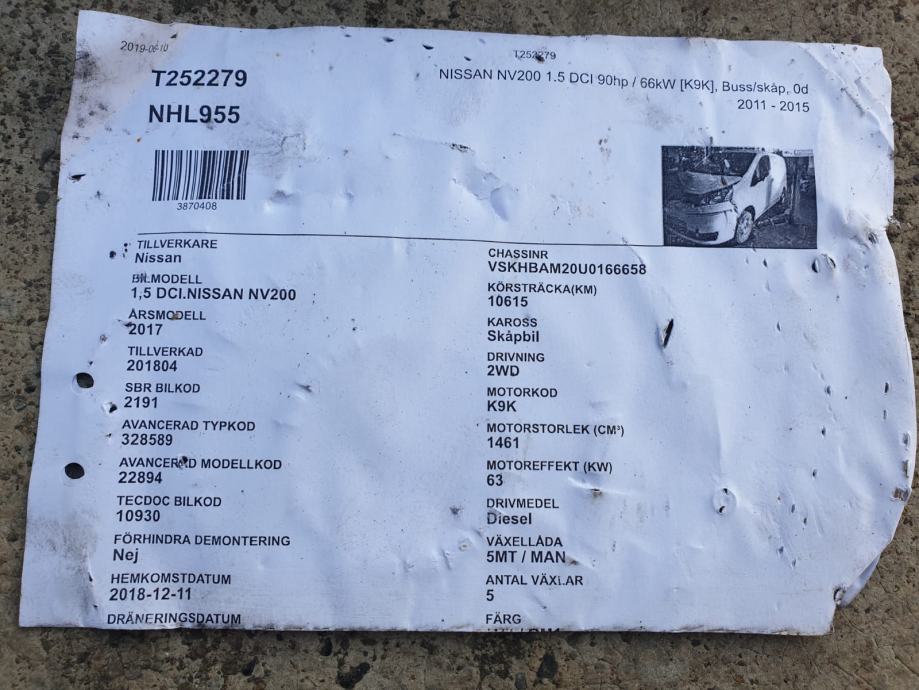 2019-06-10
T252279
T252279
NISSAN NV200 1.5 DCI 90hp / 66kW [K9K], Buss/skåp, 0d
NHL955
2011 - 2015
3870408
TILLVERKARE
Nissan
BILMODELL
1,5 DCI.NISSAN NV200
ÅRSMODELL
2017
TILLVERKAD
201804
SBR BILKOD
2191
AVANCERAD TYPKOD
328589
AVANCERAD MODELLKOD
22894
TECDOC BILKOD
10930
FÖRHINDRA DEMONTERING
Nej
HEMKOMSTDATUM
2018-12-11
DRÄNERINGSDATUM
CHASSINR
VSKHBAM20U0166658
KÖRSTRÄCKA(KM)
10615
KAROSS
Skåpbil
DRIVNING
2WD
MOTORKOD
K9K
MOTORSTORLEK (CM³)
1461
MOTOREFFEKT (KW)
63
DRIVMEDEL
Diesel
VÄXELLÅDA
5MT / MAN
ANTAL VÄXLAR
5
FÄRG